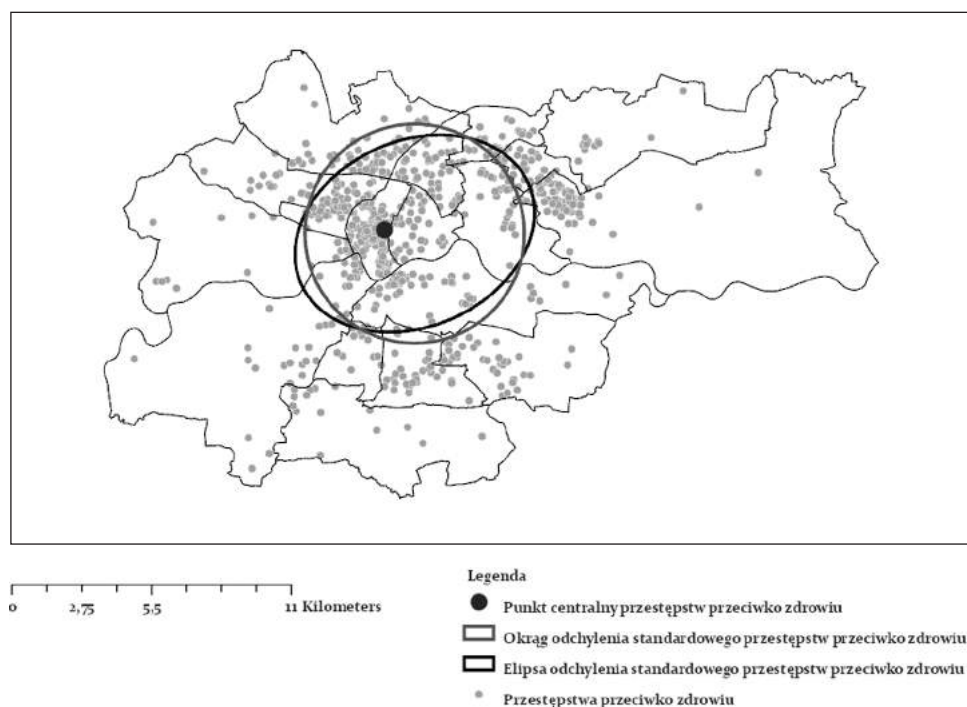 0 2,75 5,5 11 Kilometers
Legenda
Punkt centralny przestępstw przeciwko zdrowiu
Okrąg odchylenia standardowego przestępstw przeciwko zdrowiu
Elipsa odchylenia standardowego przestępstw przeciwko zdrowiu
Przestępstwa przeciwko zdrowiu